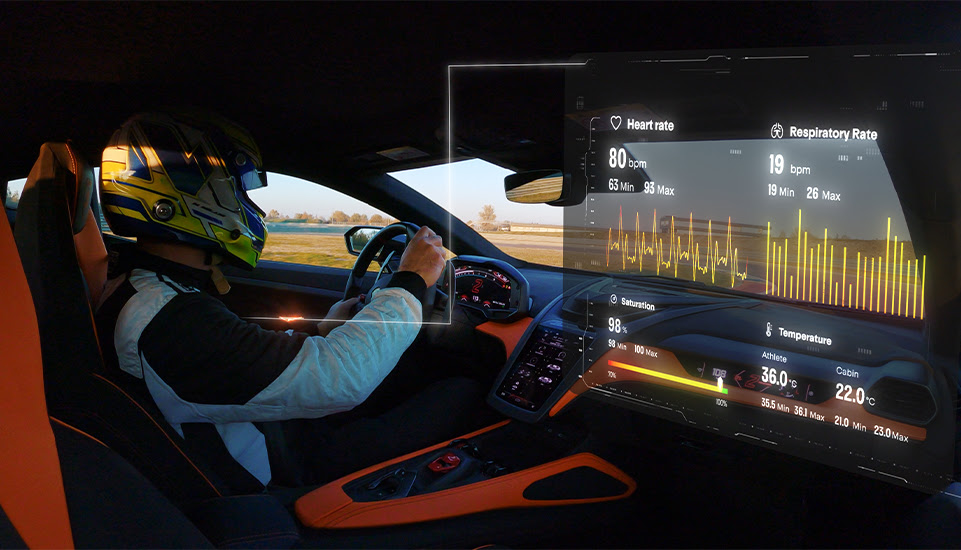 Heart rate
80 bpm
63 Min 93 Max
Respiratory Rate
19 bpm
19 Min 26 Max
Saturation
98 %
98 Min 100 Max
70%
100%
Temperature
Athlete
36.0 °C
35.5 Min 36.1 Max
Cabin
22.0 °C
21.0 Min 23.0 Max